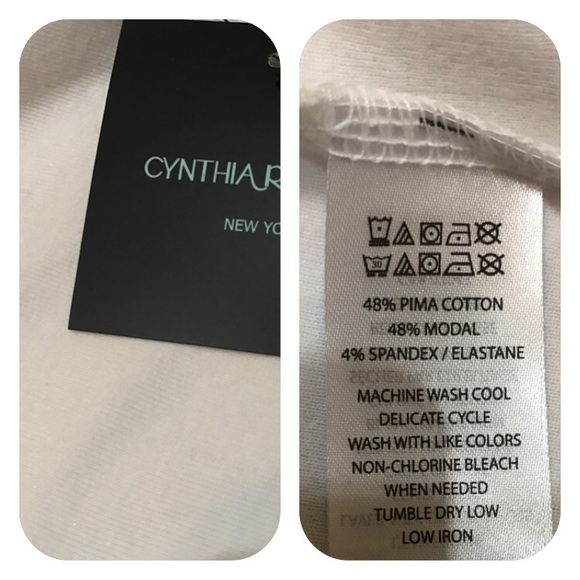 CYNTHIA
NEW
30
48% PIMA COTTON
48% MODAL
4% SPANDEX / ELASTANE
MACHINE WASH COOL
DELICATE CYCLE
WASH WITH LIKE COLORS
NON-CHLORINE BLEACH
WHEN NEEDED
TUMBLE DRY LOW
LOW IRON